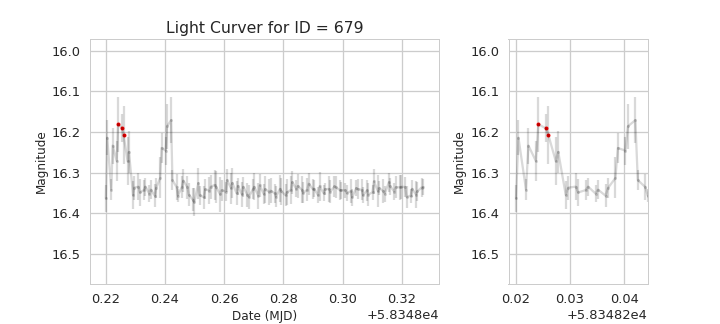 Light Curver for ID = 679
Magnitude
16.0
16.1
16.2
16.3
16.4
16.5
0.22 0.24 0.26 0.28 0.30 0.32
Date (MJD)
+5.8348e4
Magnitude
16.0
16.1
16.2
16.3
16.4
16.5
0.02 0.03 0.04
+5.83482e4